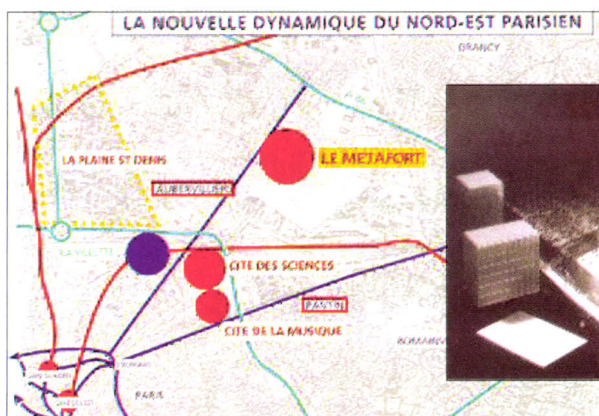 LA NOUVELLE DYNAMIQUE DU NORD-EST PARISIEN
DRANCY
LA PLAINE ST DENIS
LE METAFORT
AUBERVILLIERS
LA VILLETTE
CITE DES SCIENCES
PANTIN
CITE DE LA MUSIQUE
PARIS